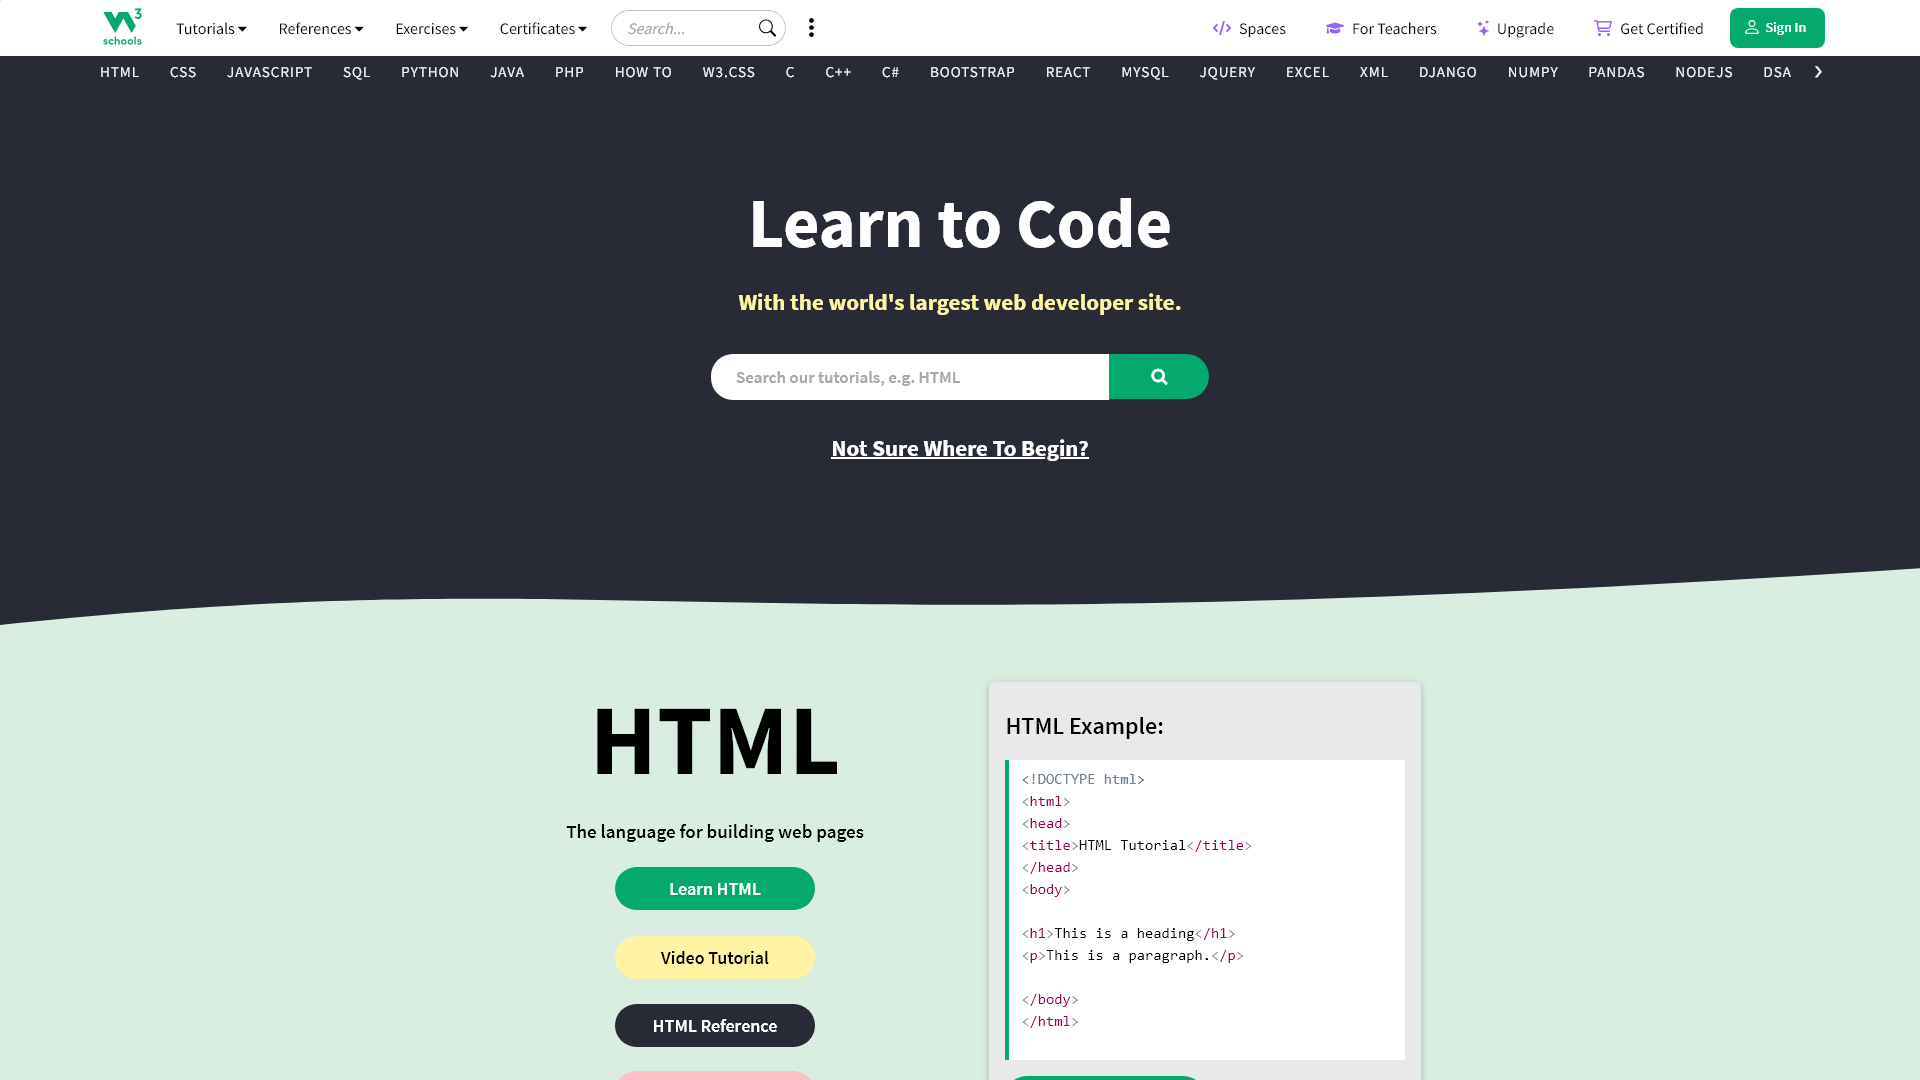 W3 schools
Tutorials References Exercises Certificates Search... Spaces For Teachers Upgrade Get Certified Sign In
HTML CSS JAVASCRIPT SQL PYTHON JAVA PHP HOW TO W3.CSS C C++ C# BOOTSTRAP REACT MYSQL JQUERY EXCEL XML DJANGO NUMPY PANDAS NODEJS DSA
Learn to Code
With the world's largest web developer site.
Search our tutorials, e.g. HTML
Not Sure Where To Begin?
HTML
The language for building web pages
Learn HTML
Video Tutorial
HTML Reference
HTML Example:
<!DOCTYPE html>
<html>
<head>
<title>HTML Tutorial</title>
</head>
<body>
<h1>This is a heading</h1>
<p>This is a paragraph.</p>
</body>
</html>